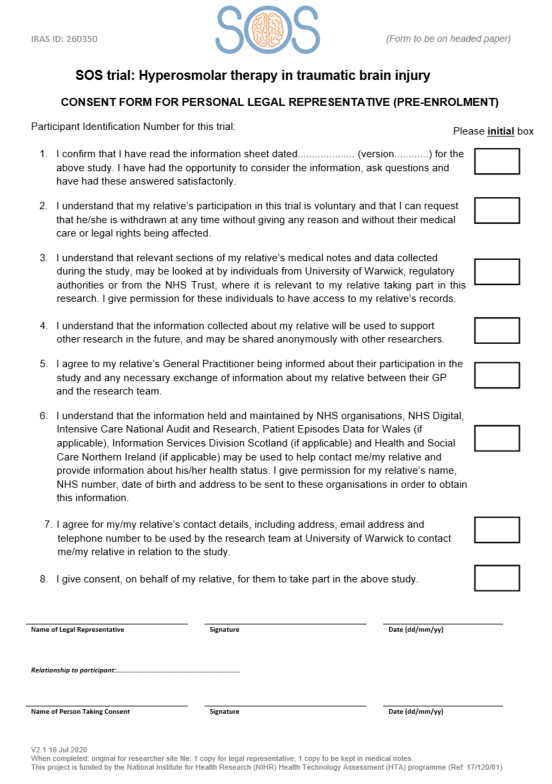 SOS
IRAS ID: 260350
(Form to be on headed paper)
SOS trial: Hyperosmolar therapy in traumatic brain injury
CONSENT FORM FOR PERSONAL LEGAL REPRESENTATIVE (PRE-ENROLMENT)
Participant Identification Number for this trial:
Please initial box
1. I confirm that I have read the information sheet dated.................... (version............) for the
above study. I have had the opportunity to consider the information, ask questions and
have had these answered satisfactorily.
2. I understand that my relative's participation in this trial is voluntary and that I can request
that he/she is withdrawn at any time without giving any reason and without their medical
care or legal rights being affected.
3. I understand that relevant sections of my relative's medical notes and data collected
during the study, may be looked at by individuals from University of Warwick, regulatory
authorities or from the NHS Trust, where it is relevant to my relative taking part in this
research. I give permission for these individuals to have access to my relative's records.
4. I understand that the information collected about my relative will be used to support
other research in the future, and may be shared anonymously with other researchers.
5. I agree to my relative's General Practitioner being informed about their participation in the
study and any necessary exchange of information about my relative between their GP
and the research team.
6. I understand that the information held and maintained by NHS organisations, NHS Digital,
Intensive Care National Audit and Research, Patient Episodes Data for Wales (if
applicable), Information Services Division Scotland (if applicable) and Health and Social
Care Northern Ireland (if applicable) may be used to help contact me/my relative and
provide information about his/her health status. I give permission for my relative's name,
NHS number, date of birth and address to be sent to these organisations in order to obtain
this information.
7. I agree for my/my relative's contact details, including address, email address and
telephone number to be used by the research team at University of Warwick to contact
me/my relative in relation to the study.
8. I give consent, on behalf of my relative, for them to take part in the above study.
Name of Legal Representative Signature Date (dd/mm/yy)
Relationship to participant:............................................................
Name of Person Taking Consent Signature Date (dd/mm/yy)
V2.1 16 Jul 2020
When completed: original for researcher site file; 1 copy for legal representative; 1 copy to be kept in medical notes.
This project is funded by the National Institute for Health Research (NIHR) Health Technology Assessment (HTA) programme (Ref: 17/120/01)